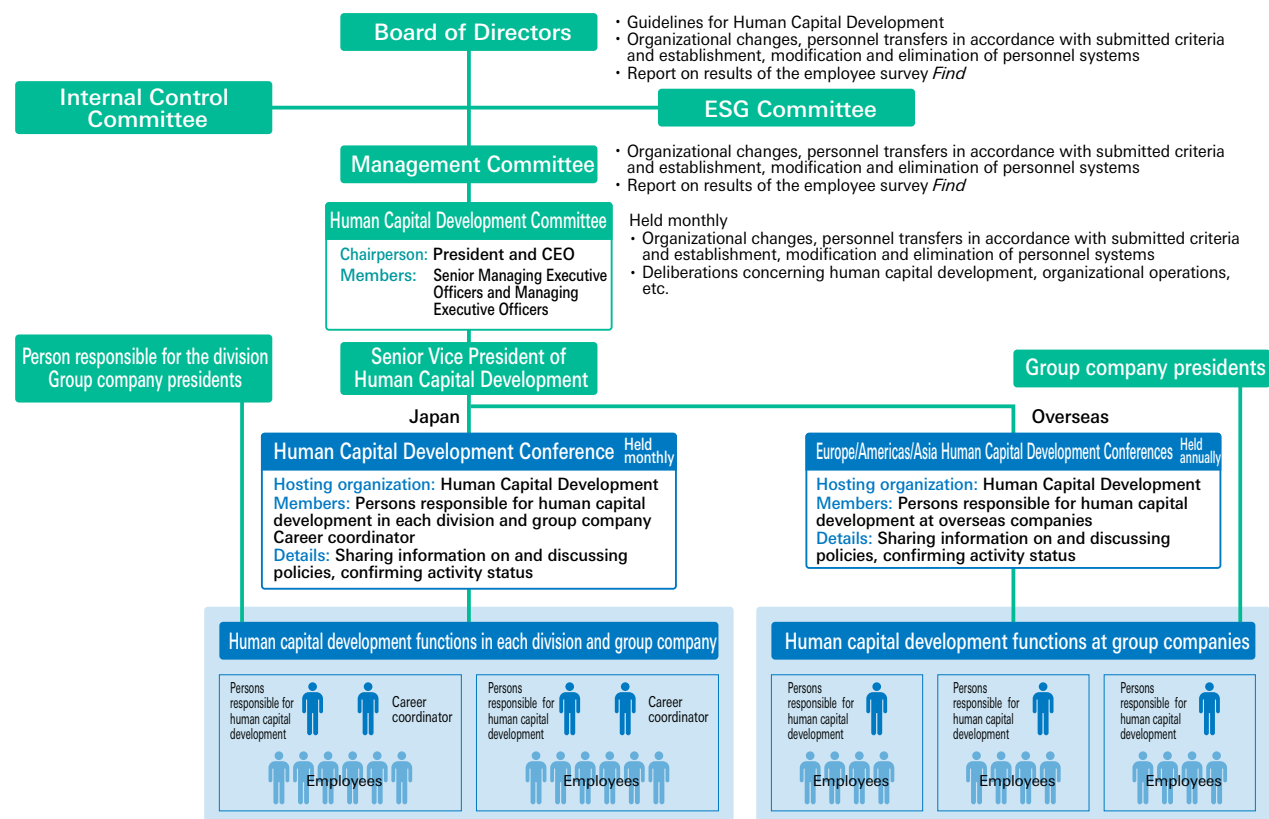 Board of Directors
・Guidelines for Human Capital Development
・Organizational changes, personnel transfers in accordance with submitted criteria
and establishment, modification and elimination of personnel systems
・Report on results of the employee survey Find
Internal Control
Committee
ESG Committee
Management Committee
・Organizational changes, personnel transfers in accordance with submitted criteria
and establishment, modification and elimination of personnel systems
・Report on results of the employee survey Find
Human Capital Development Committee
Chairperson: President and CEO
Members: Senior Managing Executive
Officers and Managing
Executive Officers
Held monthly
・Organizational changes, personnel transfers in accordance with submitted criteria
and establishment, modification and elimination of personnel systems
・Deliberations concerning human capital development, organizational operations,
etc.
Person responsible for the division
Group company presidents
Senior Vice President of
Human Capital Development
Group company presidents
Japan
Overseas
Human Capital Development Conference
Held
monthly
Hosting organization: Human Capital Development
Members: Persons responsible for human capital
development in each division and group company
Career coordinator
Details: Sharing information on and discussing
policies, confirming activity status
Europe/Americas/Asia Human Capital Development Conferences
Held
annually
Hosting organization: Human Capital Development
Members: Persons responsible for human capital
development at overseas companies
Details: Sharing information on and discussing
policies, confirming activity status
Human capital development functions in each division and group company
Persons
responsible for
human capital
development
Career
coordinator
Employees
Persons
responsible for
human capital
development
Career
coordinator
Employees
Human capital development functions at group companies
Persons
responsible for
human capital
development
Employees
Persons
responsible for
human capital
development
Employees
Persons
responsible for
human capital
development
Employees